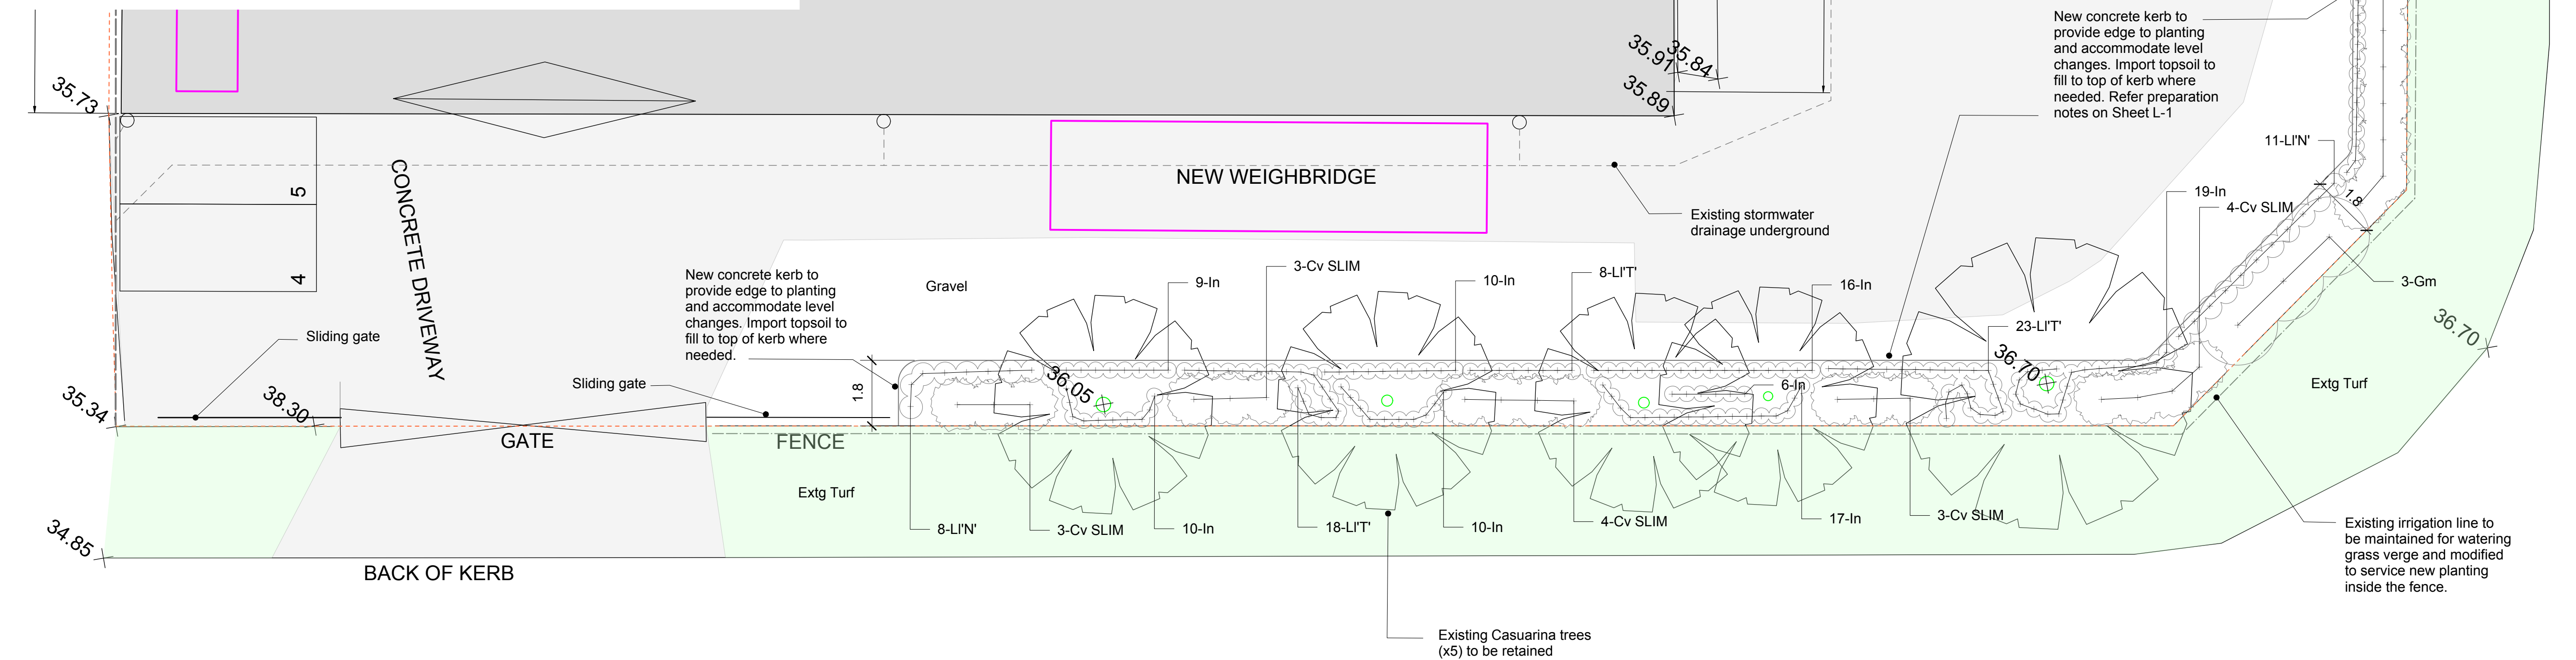 New concrete kerb to
provide edge to planting
and accommodate level
changes. Import topsoil to
fill to top of kerb where
needed. Refer preparation
notes on Sheet L-1
35.91
35.84
35.89
35.73
11-Ll'N'
5
CONCRETE DRIVEWAY
NEW WEIGHBRIDGE
19-In
4-Cv SLIM
1.8
Existing stormwater
drainage underground
4
New concrete kerb to
provide edge to planting
and accommodate level
changes. Import topsoil to
fill to top of kerb where
needed.
Gravel
9-In
3-Cv SLIM
10-In
8-Ll'T'
16-In
3-Gm
Sliding gate
23-Ll'T'
36.70
36.70
Sliding gate
1.8
36.05
6-In
Extg Turf
35.34
38.30
GATE
FENCE
Extg Turf
8-Ll'N'
3-Cv SLIM
10-In
18-Ll'T'
10-In
4-Cv SLIM
17-In
3-Cv SLIM
34.85
BACK OF KERB
Existing irrigation line to
be maintained for watering
grass verge and modified
to service new planting
inside the fence.
Existing Casuarina trees
(x5) to be retained